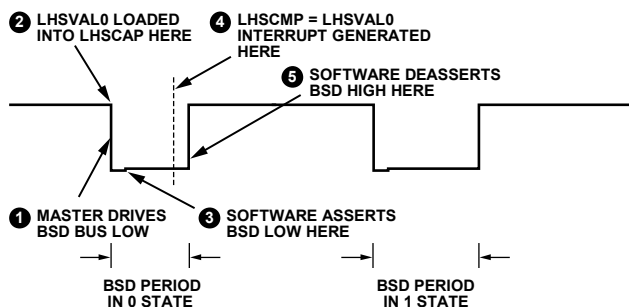 2 LHSVAL0 LOADED
INTO LHSCAP HERE
4 LHSCMP = LHSVAL0
INTERRUPT GENERATED
HERE
5 SOFTWARE DEASSERTS
BSD HIGH HERE
1 MASTER DRIVES
BSD BUS LOW
3 SOFTWARE ASSERTS
BSD LOW HERE
BSD PERIOD
IN 0 STATE
BSD PERIOD
IN 1 STATE